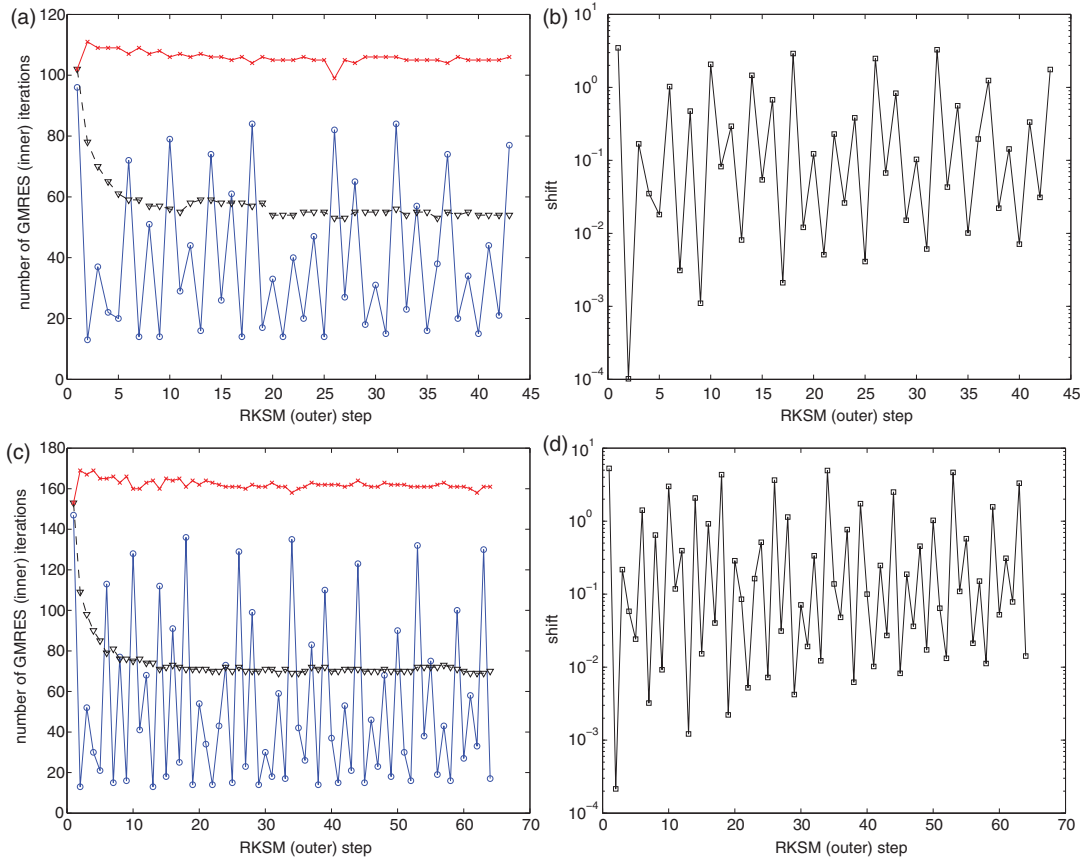 (a)
120
100
80
60
40
20
0
number of GMRES (inner) iterations
0 5 10 15 20 25 30 35 40 45
RKSM (outer) step
(b)
10^1
10^0
10^-1
10^-2
10^-3
10^-4
shift
0 5 10 15 20 25 30 35 40 45
RKSM (outer) step
(c)
180
160
140
120
100
80
60
40
20
0
number of GMRES (inner) iterations
0 10 20 30 40 50 60 70
RKSM (outer) step
(d)
10^1
10^0
10^-1
10^-2
10^-3
10^-4
shift
0 10 20 30 40 50 60 70
RKSM (outer) step